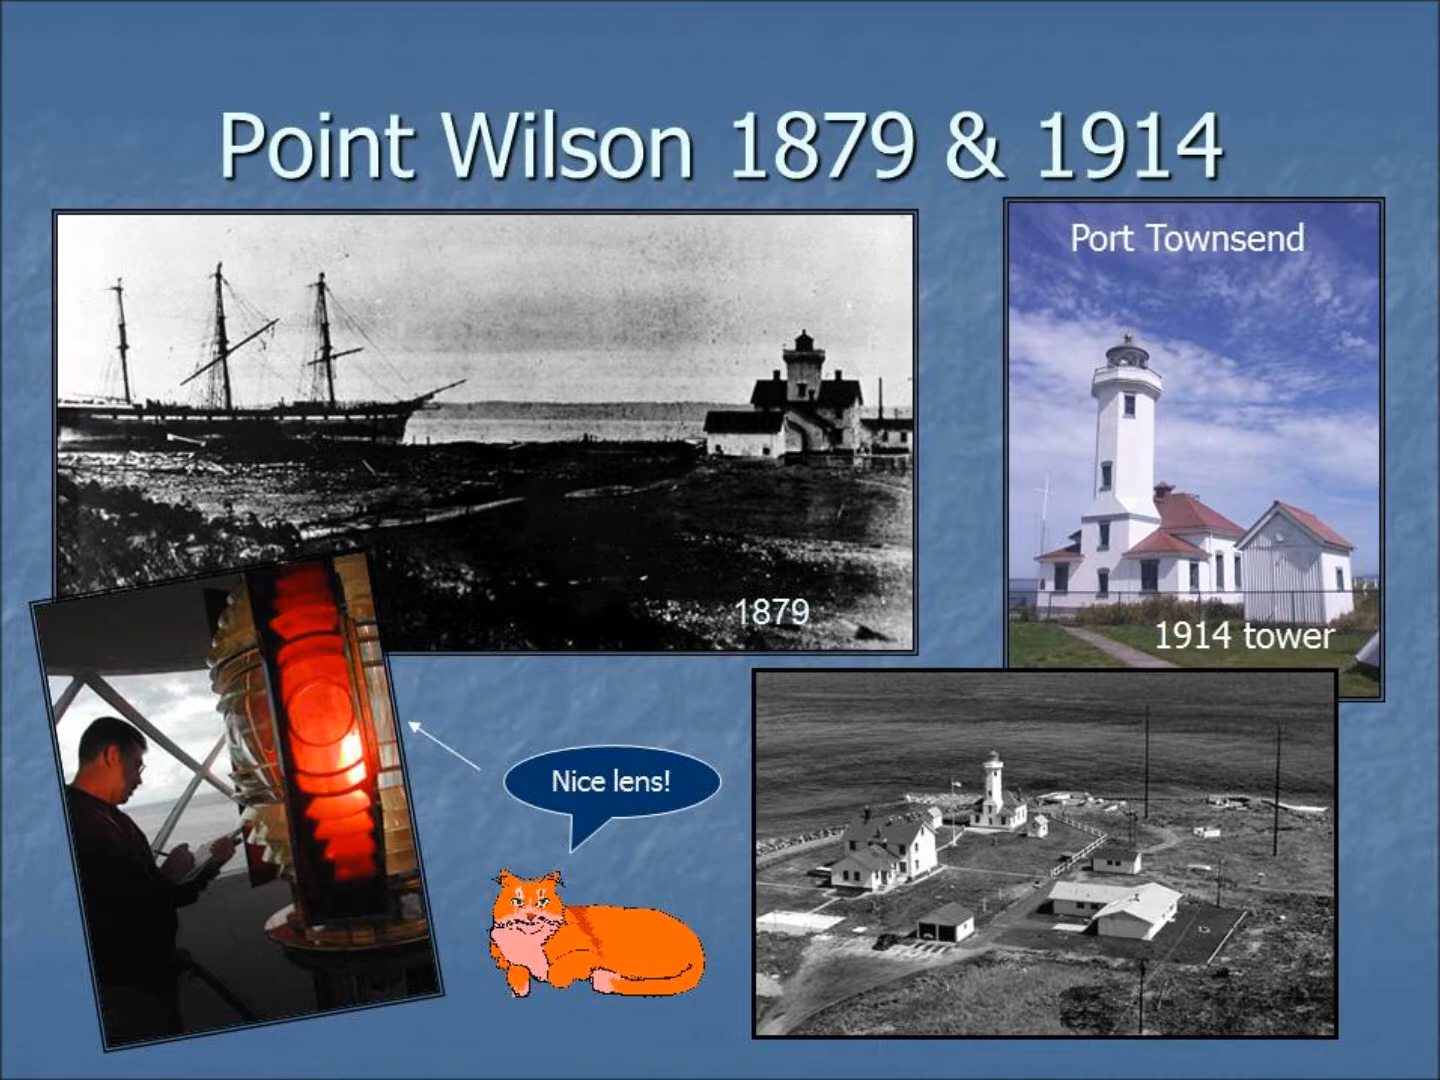 Point Wilson 1879 & 1914
Port Townsend
1879
1914 tower
Nice lens!